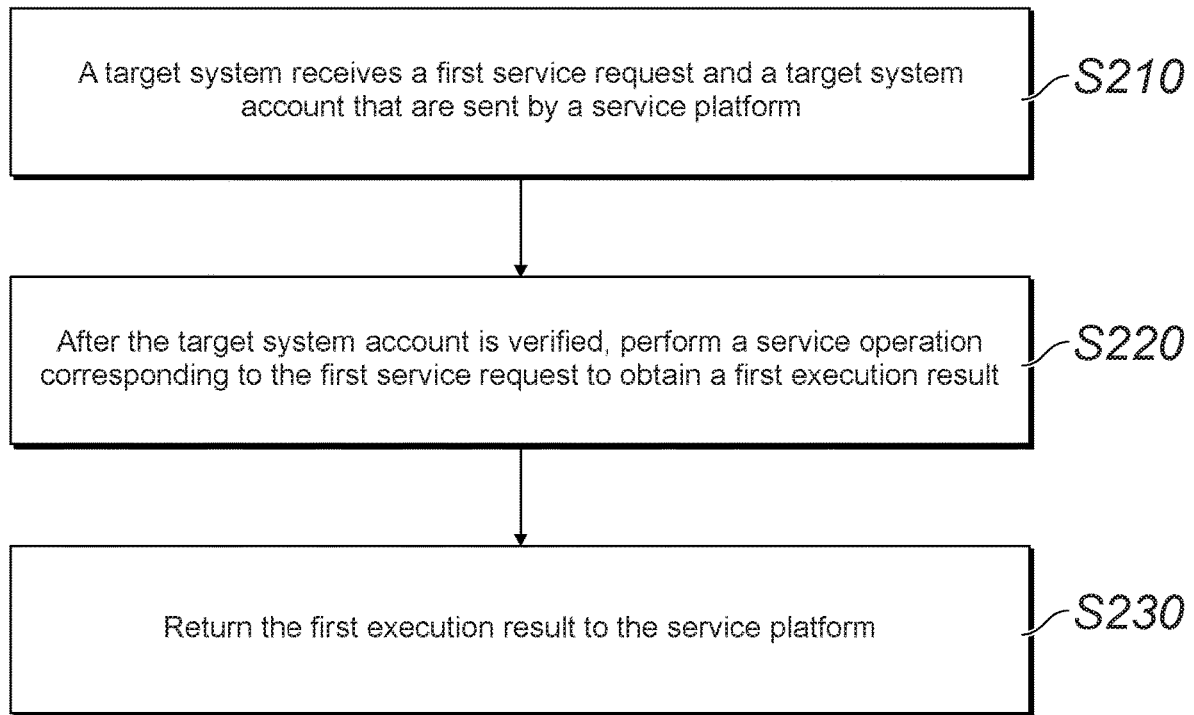 A target system receives a first service request and a target system
account that are sent by a service platform
S210
After the target system account is verified, perform a service operation
corresponding to the first service request to obtain a first execution result
S220
Return the first execution result to the service platform
S230